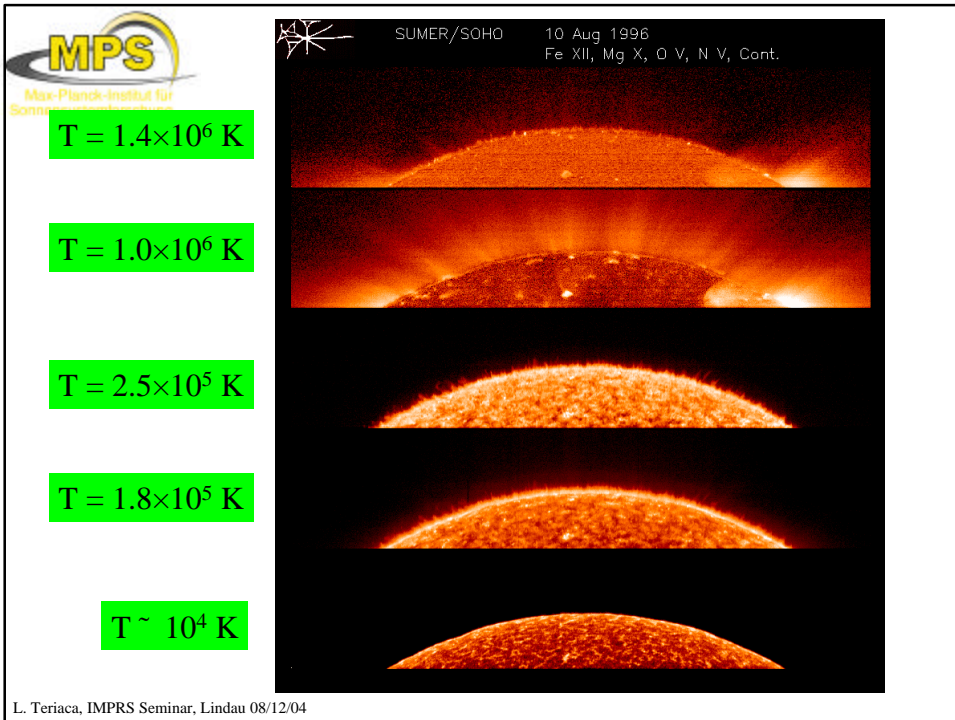 MPS
Max-Planck-Institut für
Sonnensystemforschung
SUMER/SOHO 10 Aug 1996
Fe XII, Mg X, O V, N V, Cont.
T = 1.4×10⁶ K
T = 1.0×10⁶ K
T = 2.5×10⁵ K
T = 1.8×10⁵ K
T ˜ 10⁴ K
L. Teriaca, IMPRS Seminar, Lindau 08/12/04